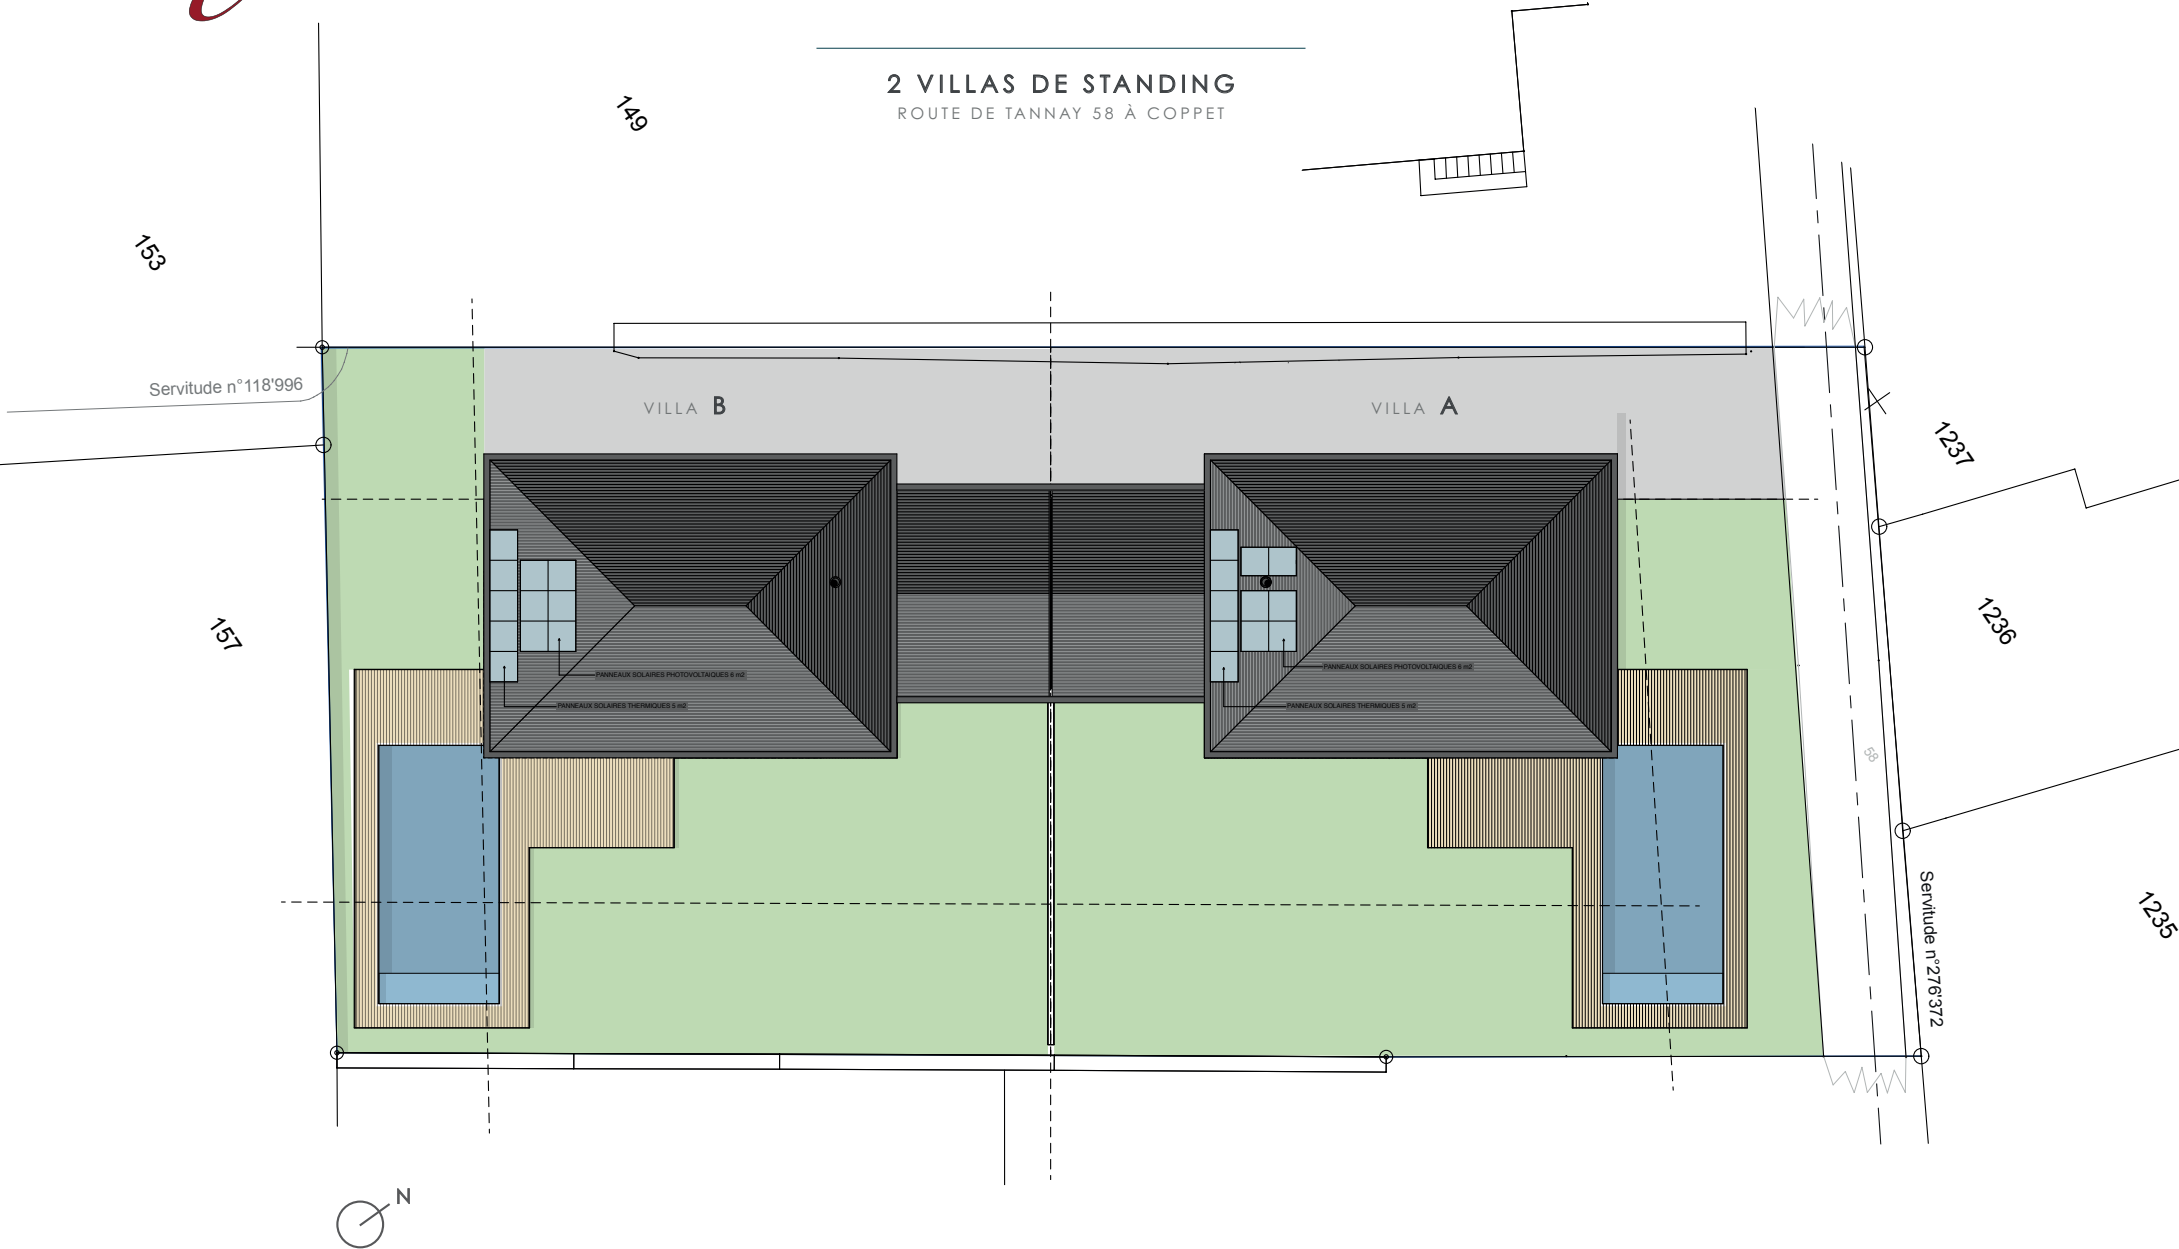 2 VILLAS DE STANDING
ROUTE DE TANNAY 58 À COPPET
149
153
Servitude n°118'996
VILLA B
VILLA A
1237
157
1236
PANNEAUX SOLAIRES PHOTOVOLTAIQUES 6 m2
PANNEAUX SOLAIRES THERMIQUES 5 m2
PANNEAUX SOLAIRES PHOTOVOLTAIQUES 6 m2
PANNEAUX SOLAIRES THERMIQUES 5 m2
58
Servitude n°276'372
1235
N